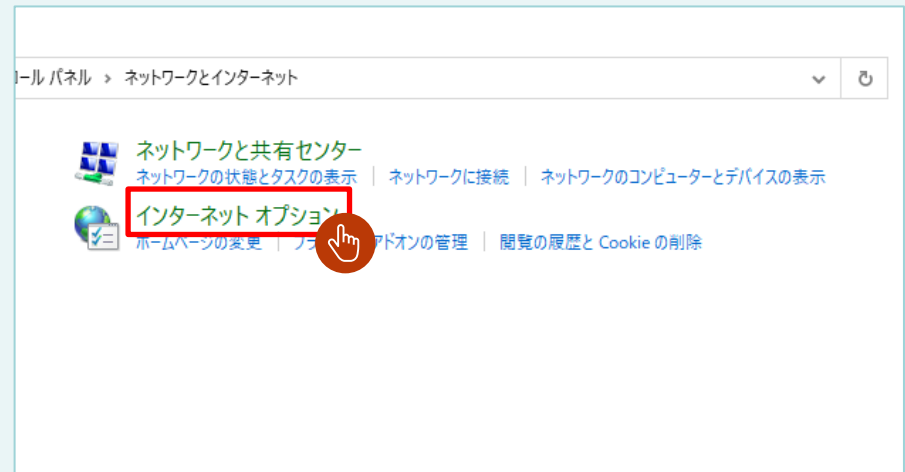 ール パネル › ネットワークとインターネット
ネットワークと共有センター
ネットワークの状態とタスクの表示 | ネットワークに接続 | ネットワークのコンピューターとデバイスの表示
インターネット オプション
ホームページの変更 | アドオンの管理 | 閲覧の履歴と Cookie の削除